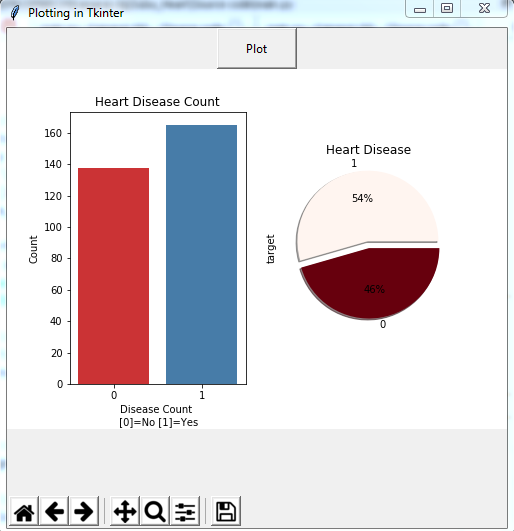 Plotting in Tkinter
Plot
Heart Disease Count
160
140
120
100
80
60
40
20
0
Count
0 1
Disease Count
[0]=No [1]=Yes
Heart Disease
1
54%
target
46%
0